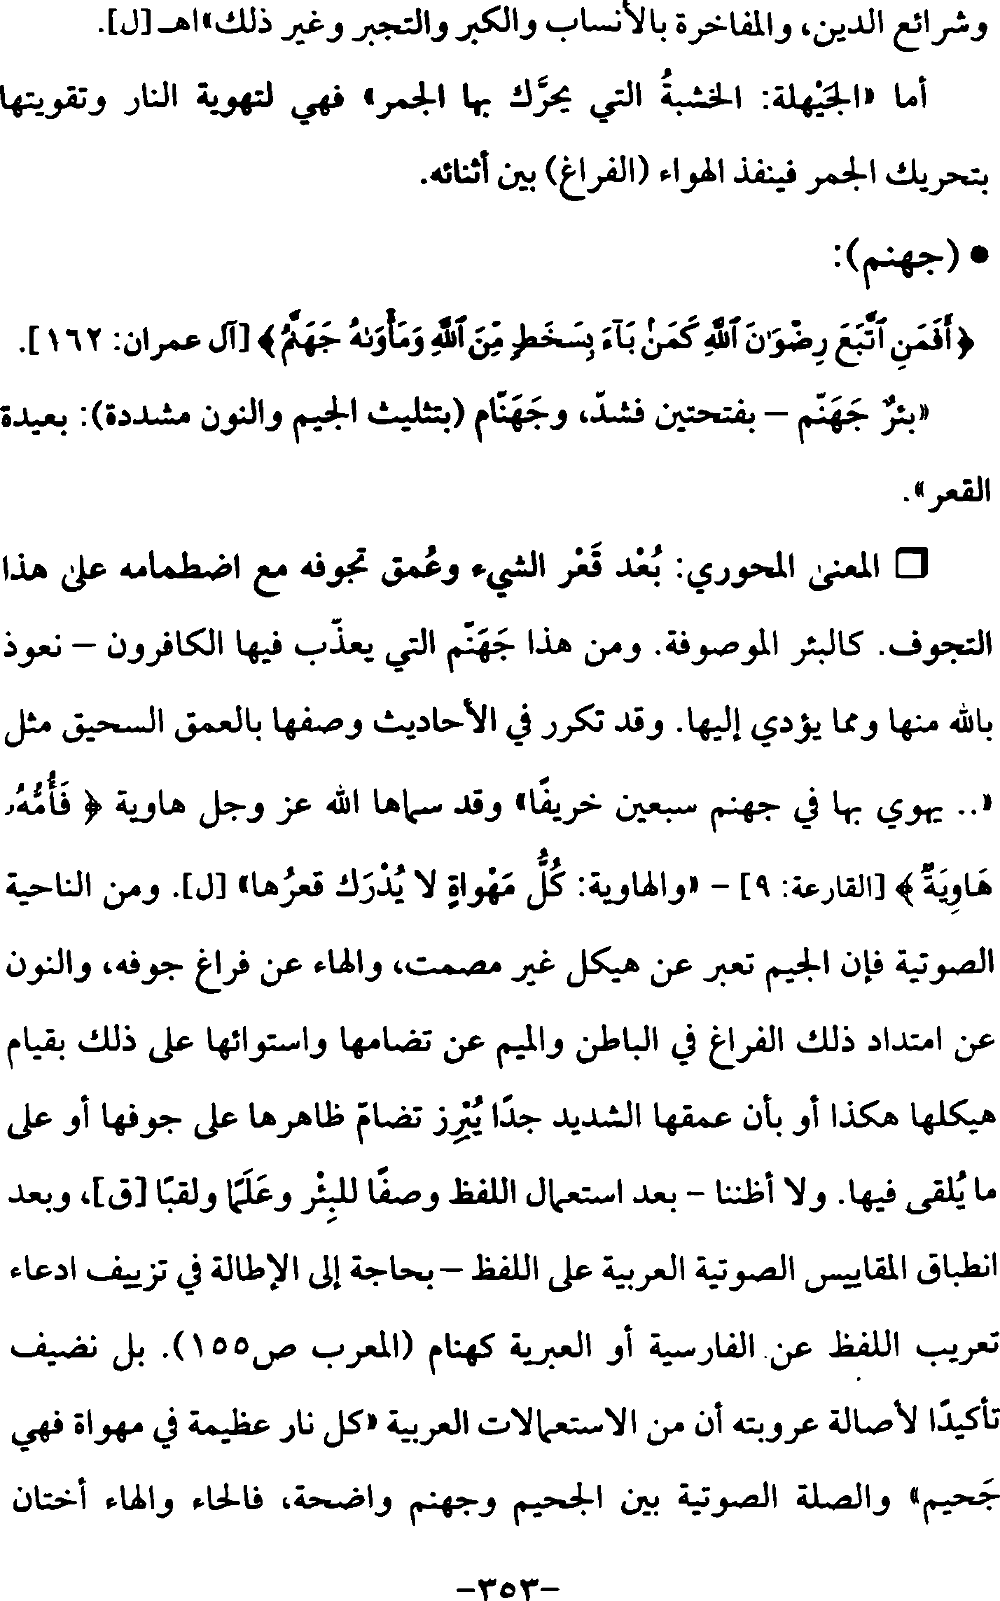 وشرائع الدين، والمفاخرة بالأنساب والكبر والتجبر وغير ذلك»اهـ [ل].
أما «الجَيْهلة: الخشبةُ التي يحرَّك بها الجمر» فهي لتهوية النار وتقويتها
بتحريك الجمر فينفذ الهواء (الفراغ) بين أثنائه.
● (جهنم):
﴿أَفَمَنِ ٱتَّبَعَ رِضْوَٰنَ ٱللَّهِ كَمَنۢ بَآءَ بِسَخَطٍ مِّنَ ٱللَّهِ وَمَأْوَىٰهُ جَهَنَّمُ﴾ [آل عمران: ١٦٢].
«بئرٌ جَهَنّم – بفتحتين فشدّ، وجَهَنّام (بتثليث الجيم والنون مشددة): بعيدة
القعر».
❒ المعنى المحوري: بُعْد قَعْر الشيء وعُمق تجوفه مع اضطمامه على هذا
التجوف. كالبئر الموصوفة. ومن هذا جَهَنّم التي يعذّب فيها الكافرون – نعوذ
بالله منها ومما يؤدي إليها. وقد تكرر في الأحاديث وصفها بالعمق السحيق مثل
«.. يهوي بها في جهنم سبعين خريفًا» وقد سماها الله عز وجل هاوية ﴿ فَأُمُّهُۥ
هَاوِيَةٌ ﴾ [القارعة: ٩] – «والهاوية: كُلُّ مَهْواةٍ لا يُدْرَك قعرُها» [ل]. ومن الناحية
الصوتية فإن الجيم تعبر عن هيكل غير مصمت، والهاء عن فراغ جوفه، والنون
عن امتداد ذلك الفراغ في الباطن والميم عن تضامها واستوائها على ذلك بقيام
هيكلها هكذا أو بأن عمقها الشديد جدًا يُبْرِز تضامّ ظاهرها على جوفها أو على
ما يُلقى فيها. ولا أظننا – بعد استعمال اللفظ وصفًا للبِئْر وعَلَمًا ولقبًا [ق]، وبعد
انطباق المقاييس الصوتية العربية على اللفظ – بحاجة إلى الإطالة في تزييف ادعاء
تعريب اللفظ عن الفارسية أو العبرية كهنام (المعرب ص١٥٥). بل نضيف
تأكيدًا لأصالة عروبته أن من الاستعمالات العربية «كل نار عظيمة في مهواة فهي
جَحيم» والصلة الصوتية بين الجحيم وجهنم واضحة، فالحاء والهاء أختان
–٣٥٣–